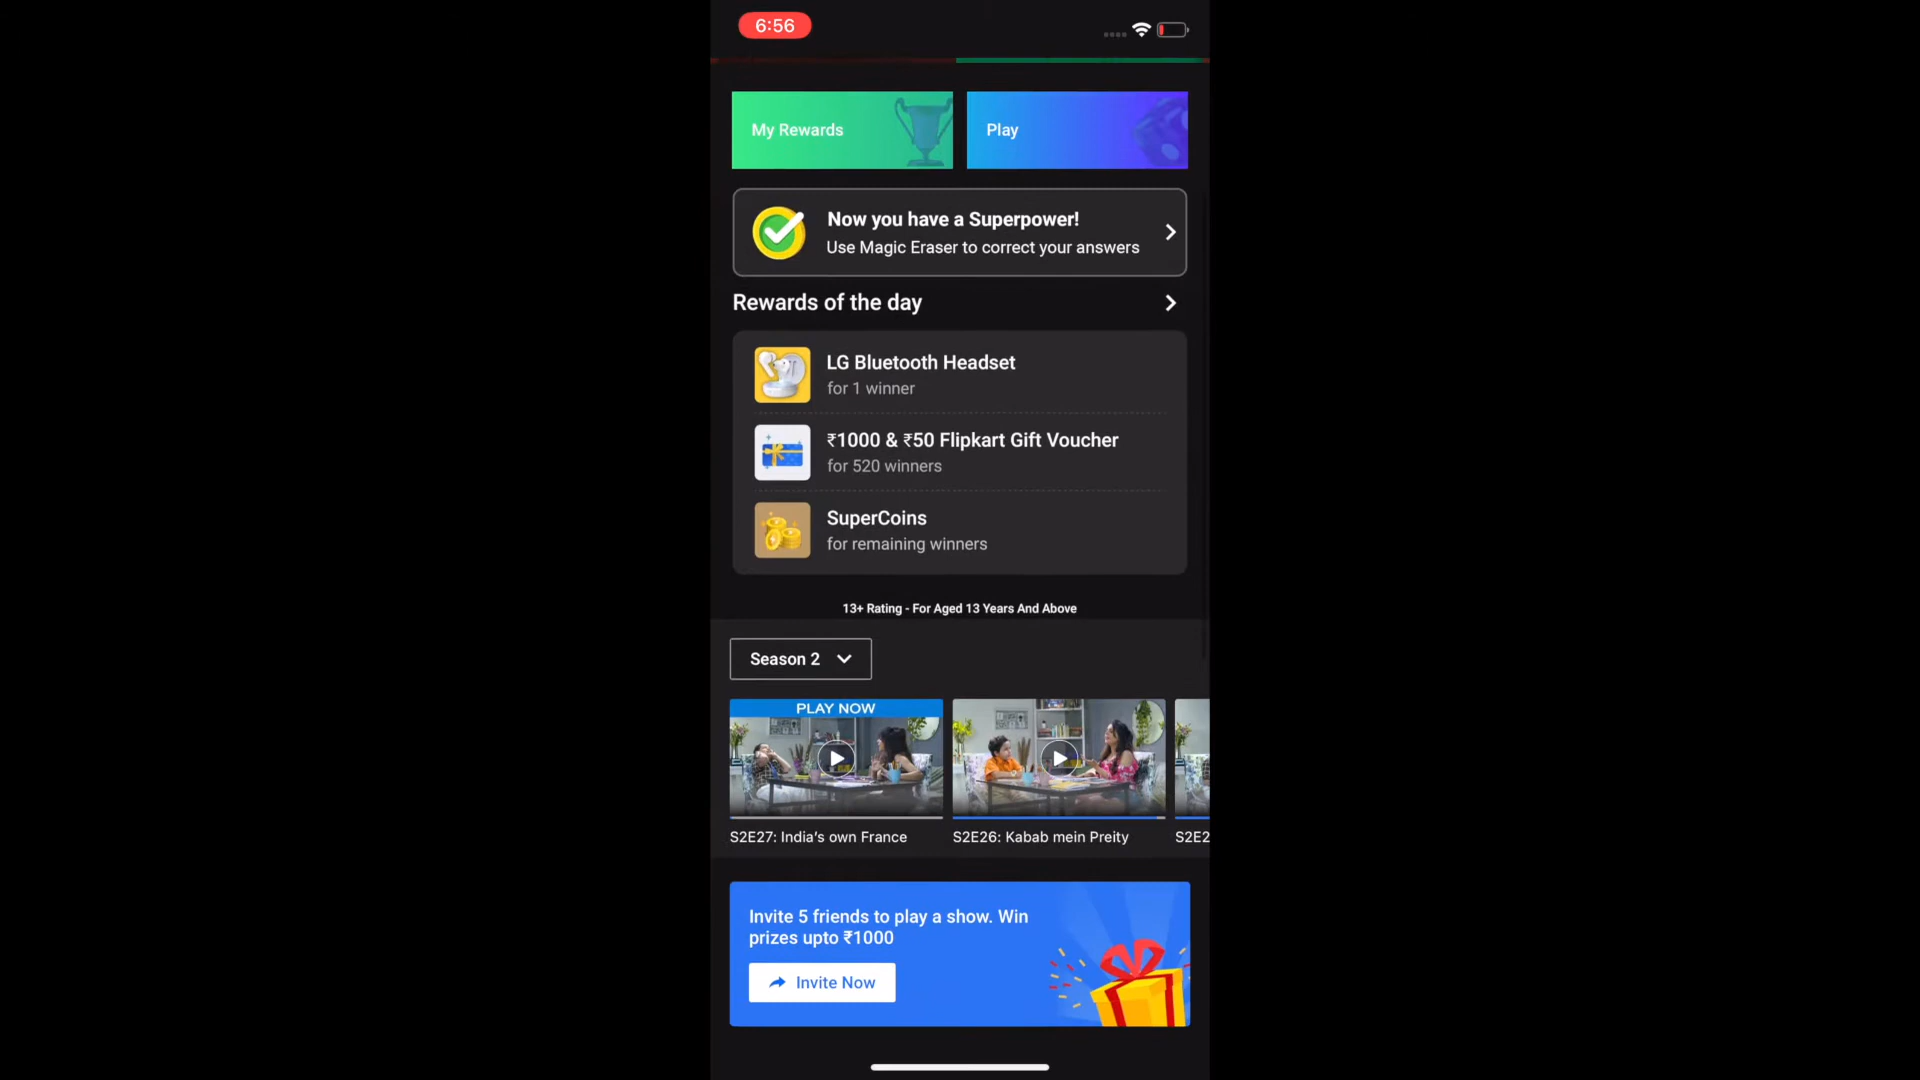 6:56
My Rewards
Play
Now you have a Superpower!
Use Magic Eraser to correct your answers
Rewards of the day
LG Bluetooth Headset
for 1 winner
₹1000 & ₹50 Flipkart Gift Voucher
for 520 winners
SuperCoins
for remaining winners
13+ Rating - For Aged 13 Years And Above
Season 2
PLAY NOW
S2E27: India's own France
S2E26: Kabab mein Preity
S2E2
Invite 5 friends to play a show. Win
prizes upto ₹1000
Invite Now